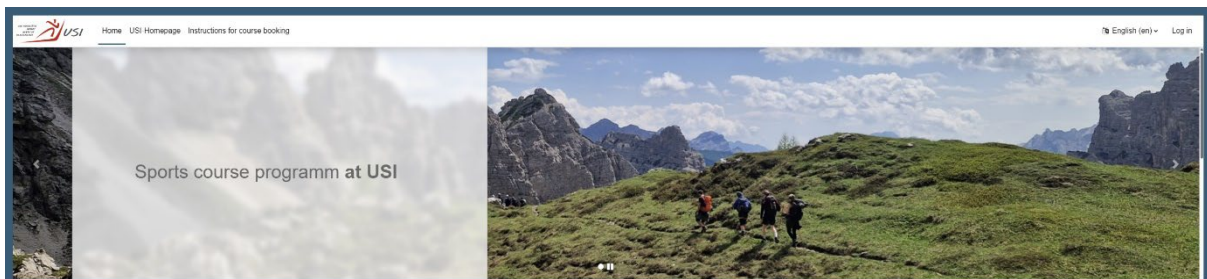 USI
Home USI Homepage Instructions for course booking
English (en)
Log in
Sports course programm at USI